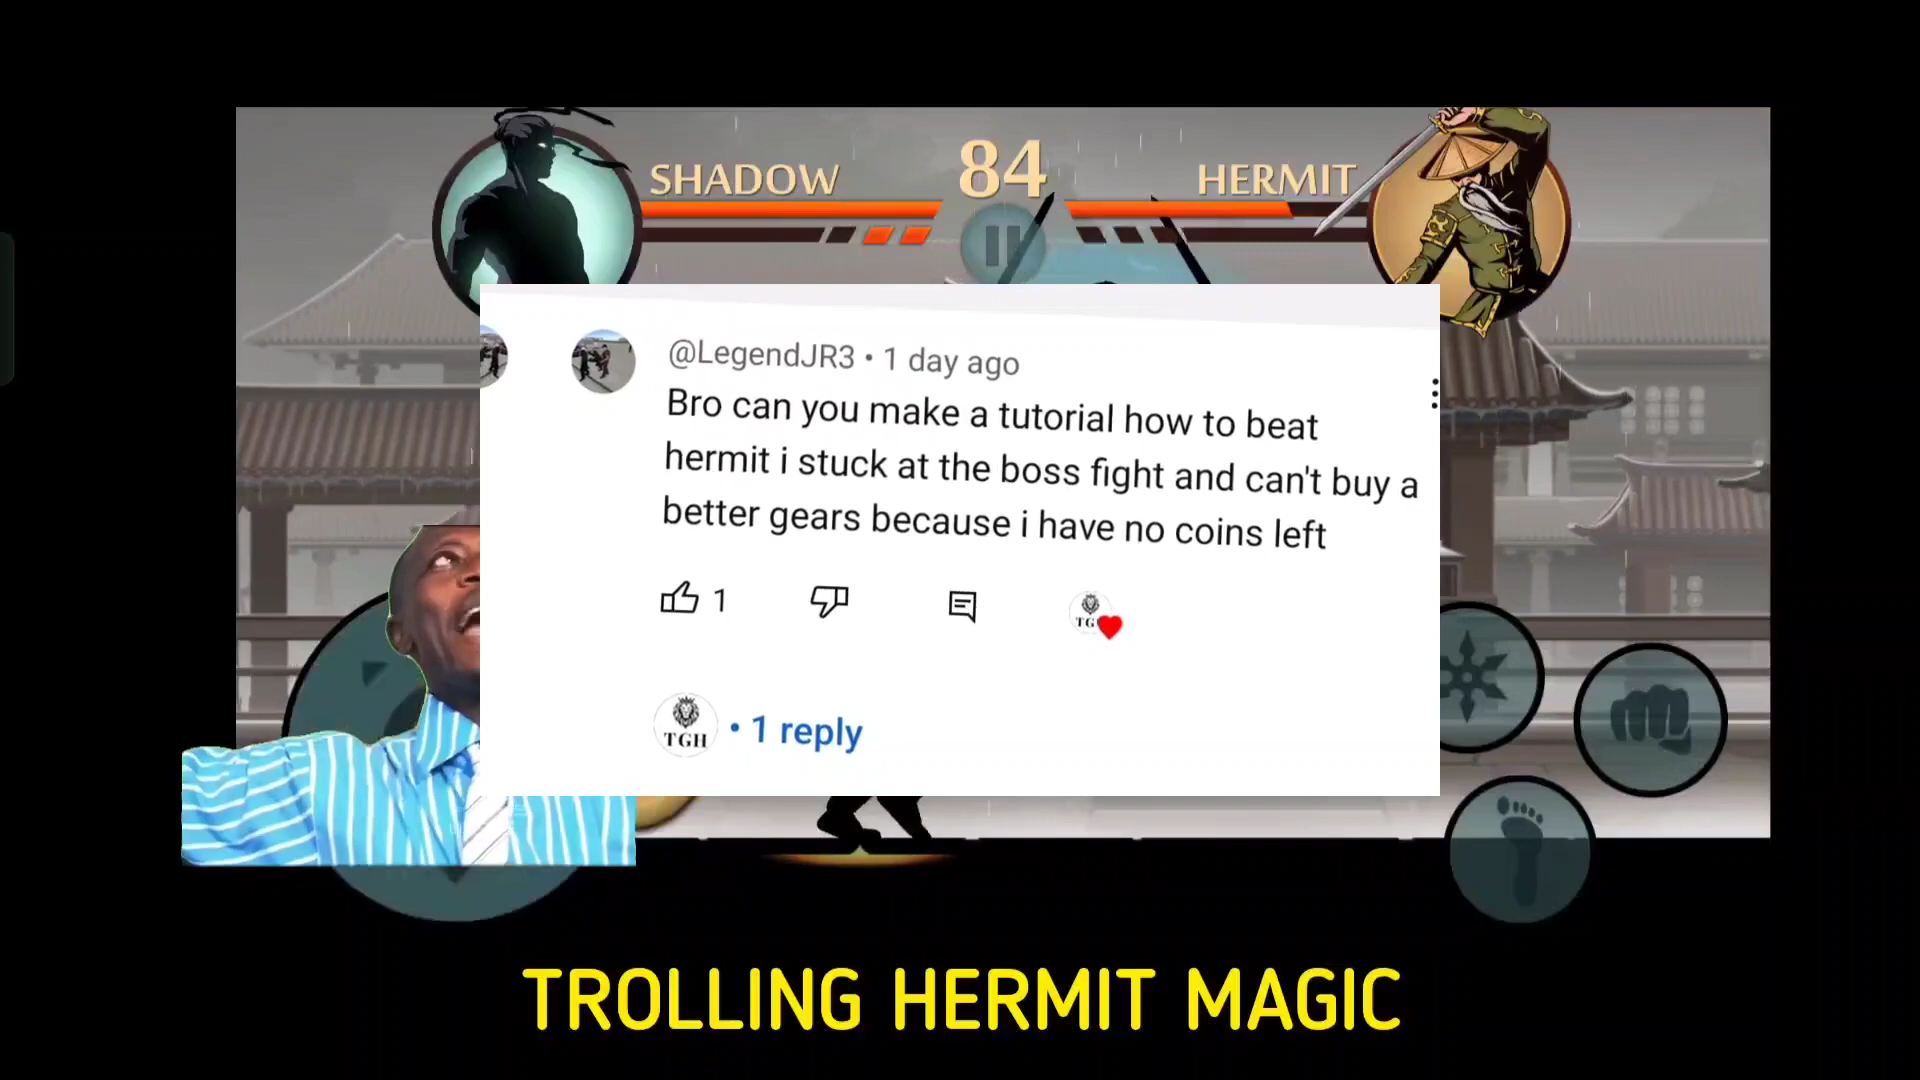 SHADOW
84
HERMIT
@LegendJR3 • 1 day ago
Bro can you make a tutorial how to beat
hermit i stuck at the boss fight and can't buy a
better gears because i have no coins left
1
TG
TGH
• 1 reply
TROLLING HERMIT MAGIC